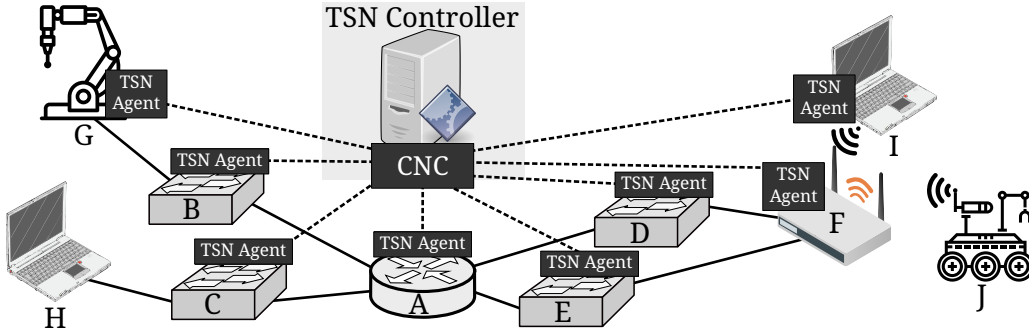 TSN Controller
TSN
Agent
TSN
Agent
G
I
TSN Agent
CNC
TSN Agent
TSN
Agent
B
D
F
TSN Agent
TSN Agent
TSN Agent
H
C
A
E
J